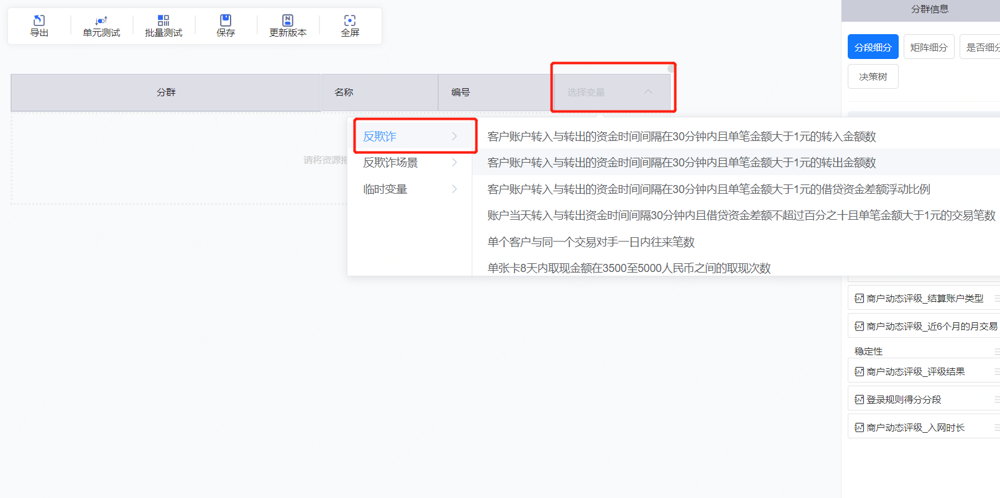 导出
单元测试
批量测试
保存
更新版本
全屏
分群信息
分段细分
矩阵细分
是否细分
决策树
分群
名称
编号
选择变量
请将资源拖
反欺诈
反欺诈场景
临时变量
客户账户转入与转出的资金时间间隔在30分钟内且单笔金额大于1元的转入金额数
客户账户转入与转出的资金时间间隔在30分钟内且单笔金额大于1元的转出金额数
客户账户转入与转出的资金时间间隔在30分钟内且单笔金额大于1元的借贷资金差额浮动比例
账户当天转入与转出资金时间间隔30分钟内且借贷资金差额不超过百分之十且单笔金额大于1元的交易笔数
单个客户与同一个交易对手一日内往来笔数
单张卡8天内取现金额在3500至5000人民币之间的取现次数
商户动态评级_结算账户类型
商户动态评级_近6个月的月交易
稳定性
商户动态评级_评级结果
登录规则得分分段
商户动态评级_入网时长